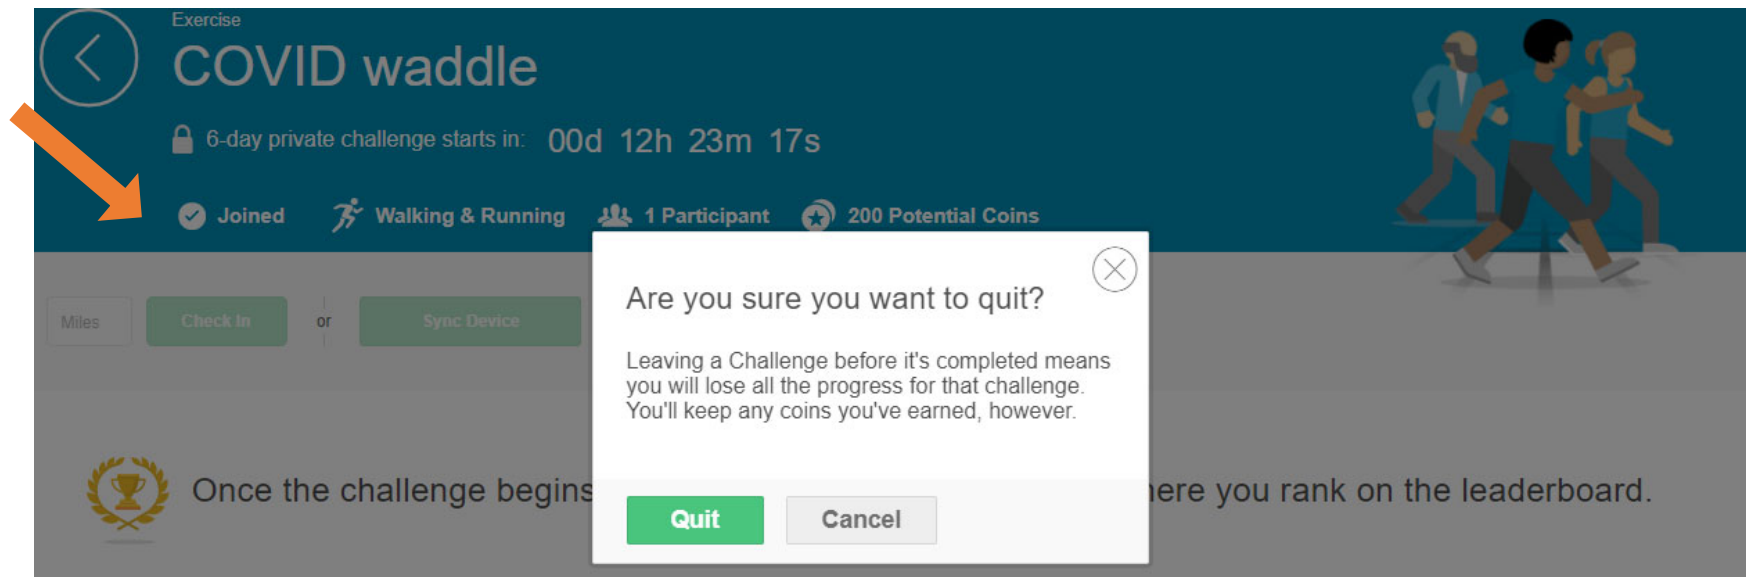 Exercise
COVID waddle
6-day private challenge starts in: 00d 12h 23m 17s
Joined Walking & Running 1 Participant 200 Potential Coins
Are you sure you want to quit?
Miles Check In or Sync Device
Leaving a Challenge before it's completed means
you will lose all the progress for that challenge.
You'll keep any coins you've earned, however.
Once the challenge begins ere you rank on the leaderboard.
Quit Cancel